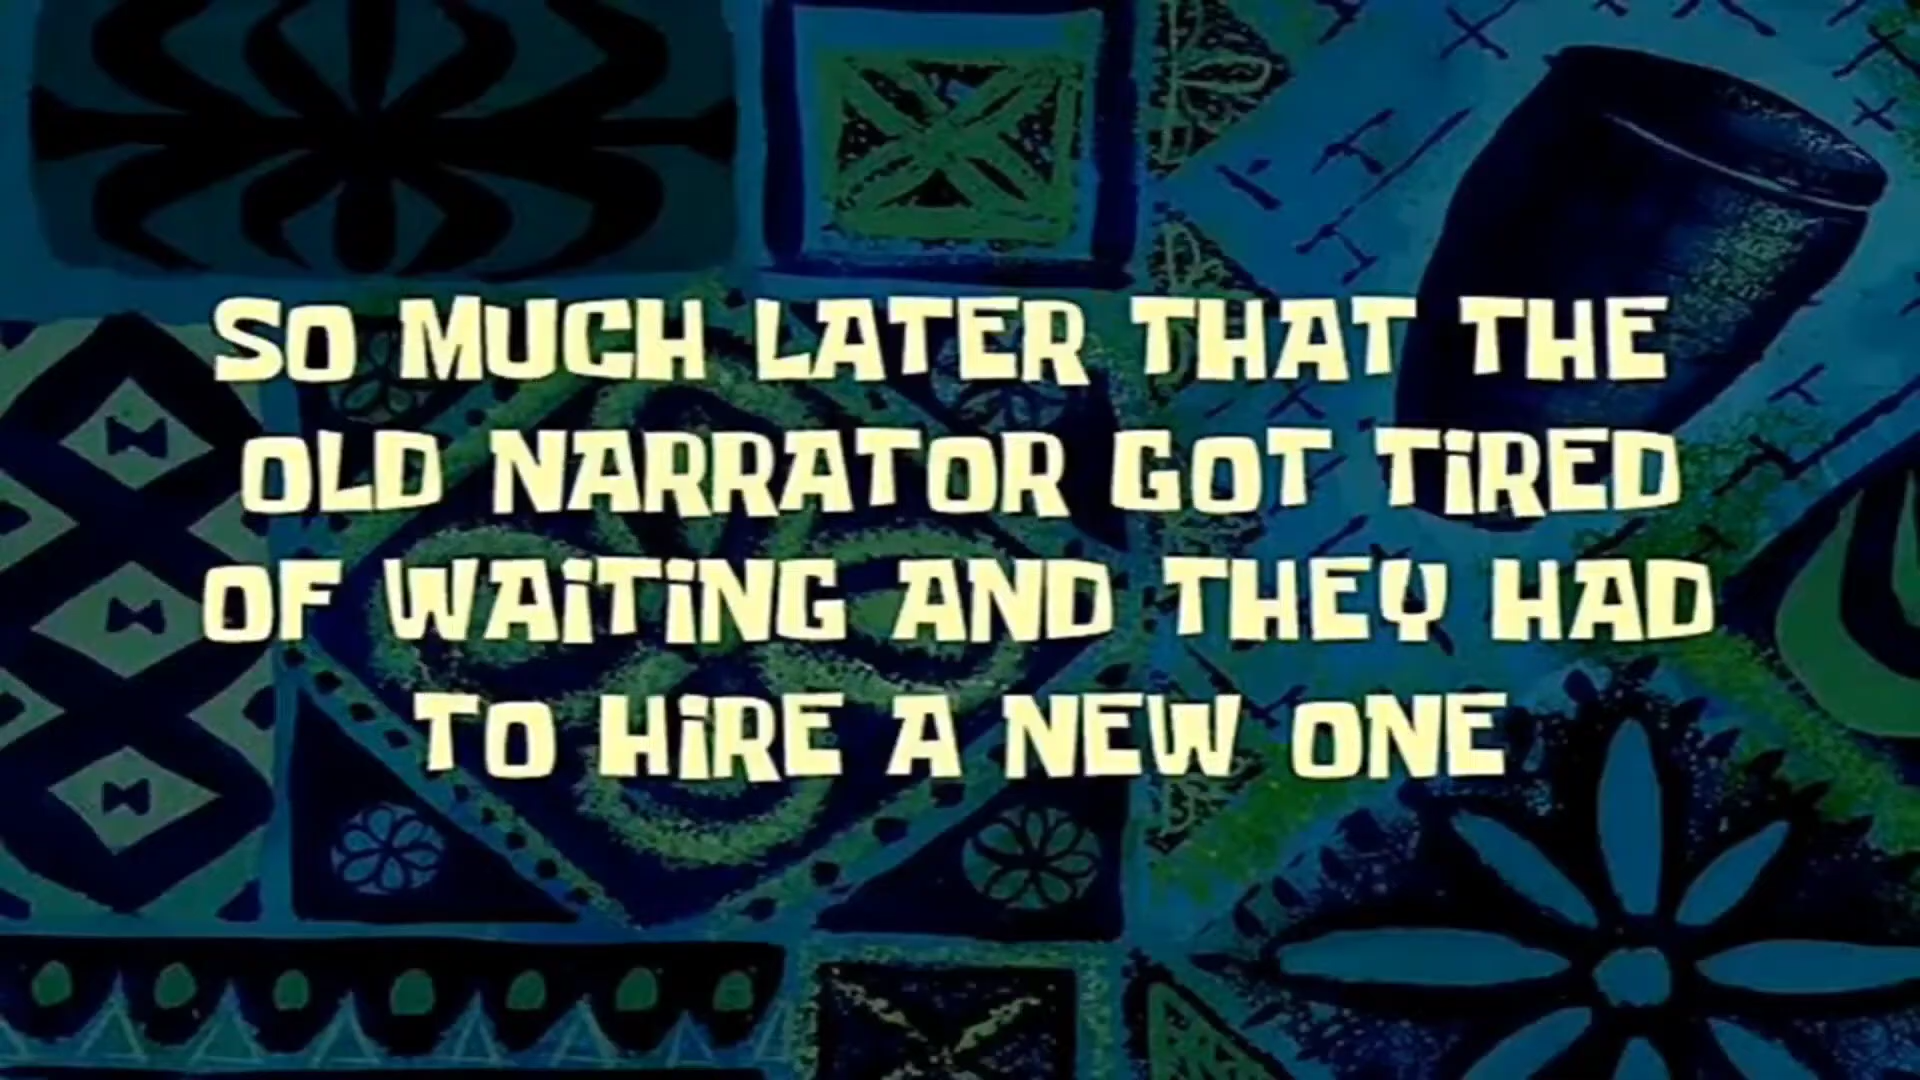 SO MUCH LATER THAT THE
OLD NARRATOR GOT TIRED
OF WAITING AND THEY HAD
TO HIRE A NEW ONE